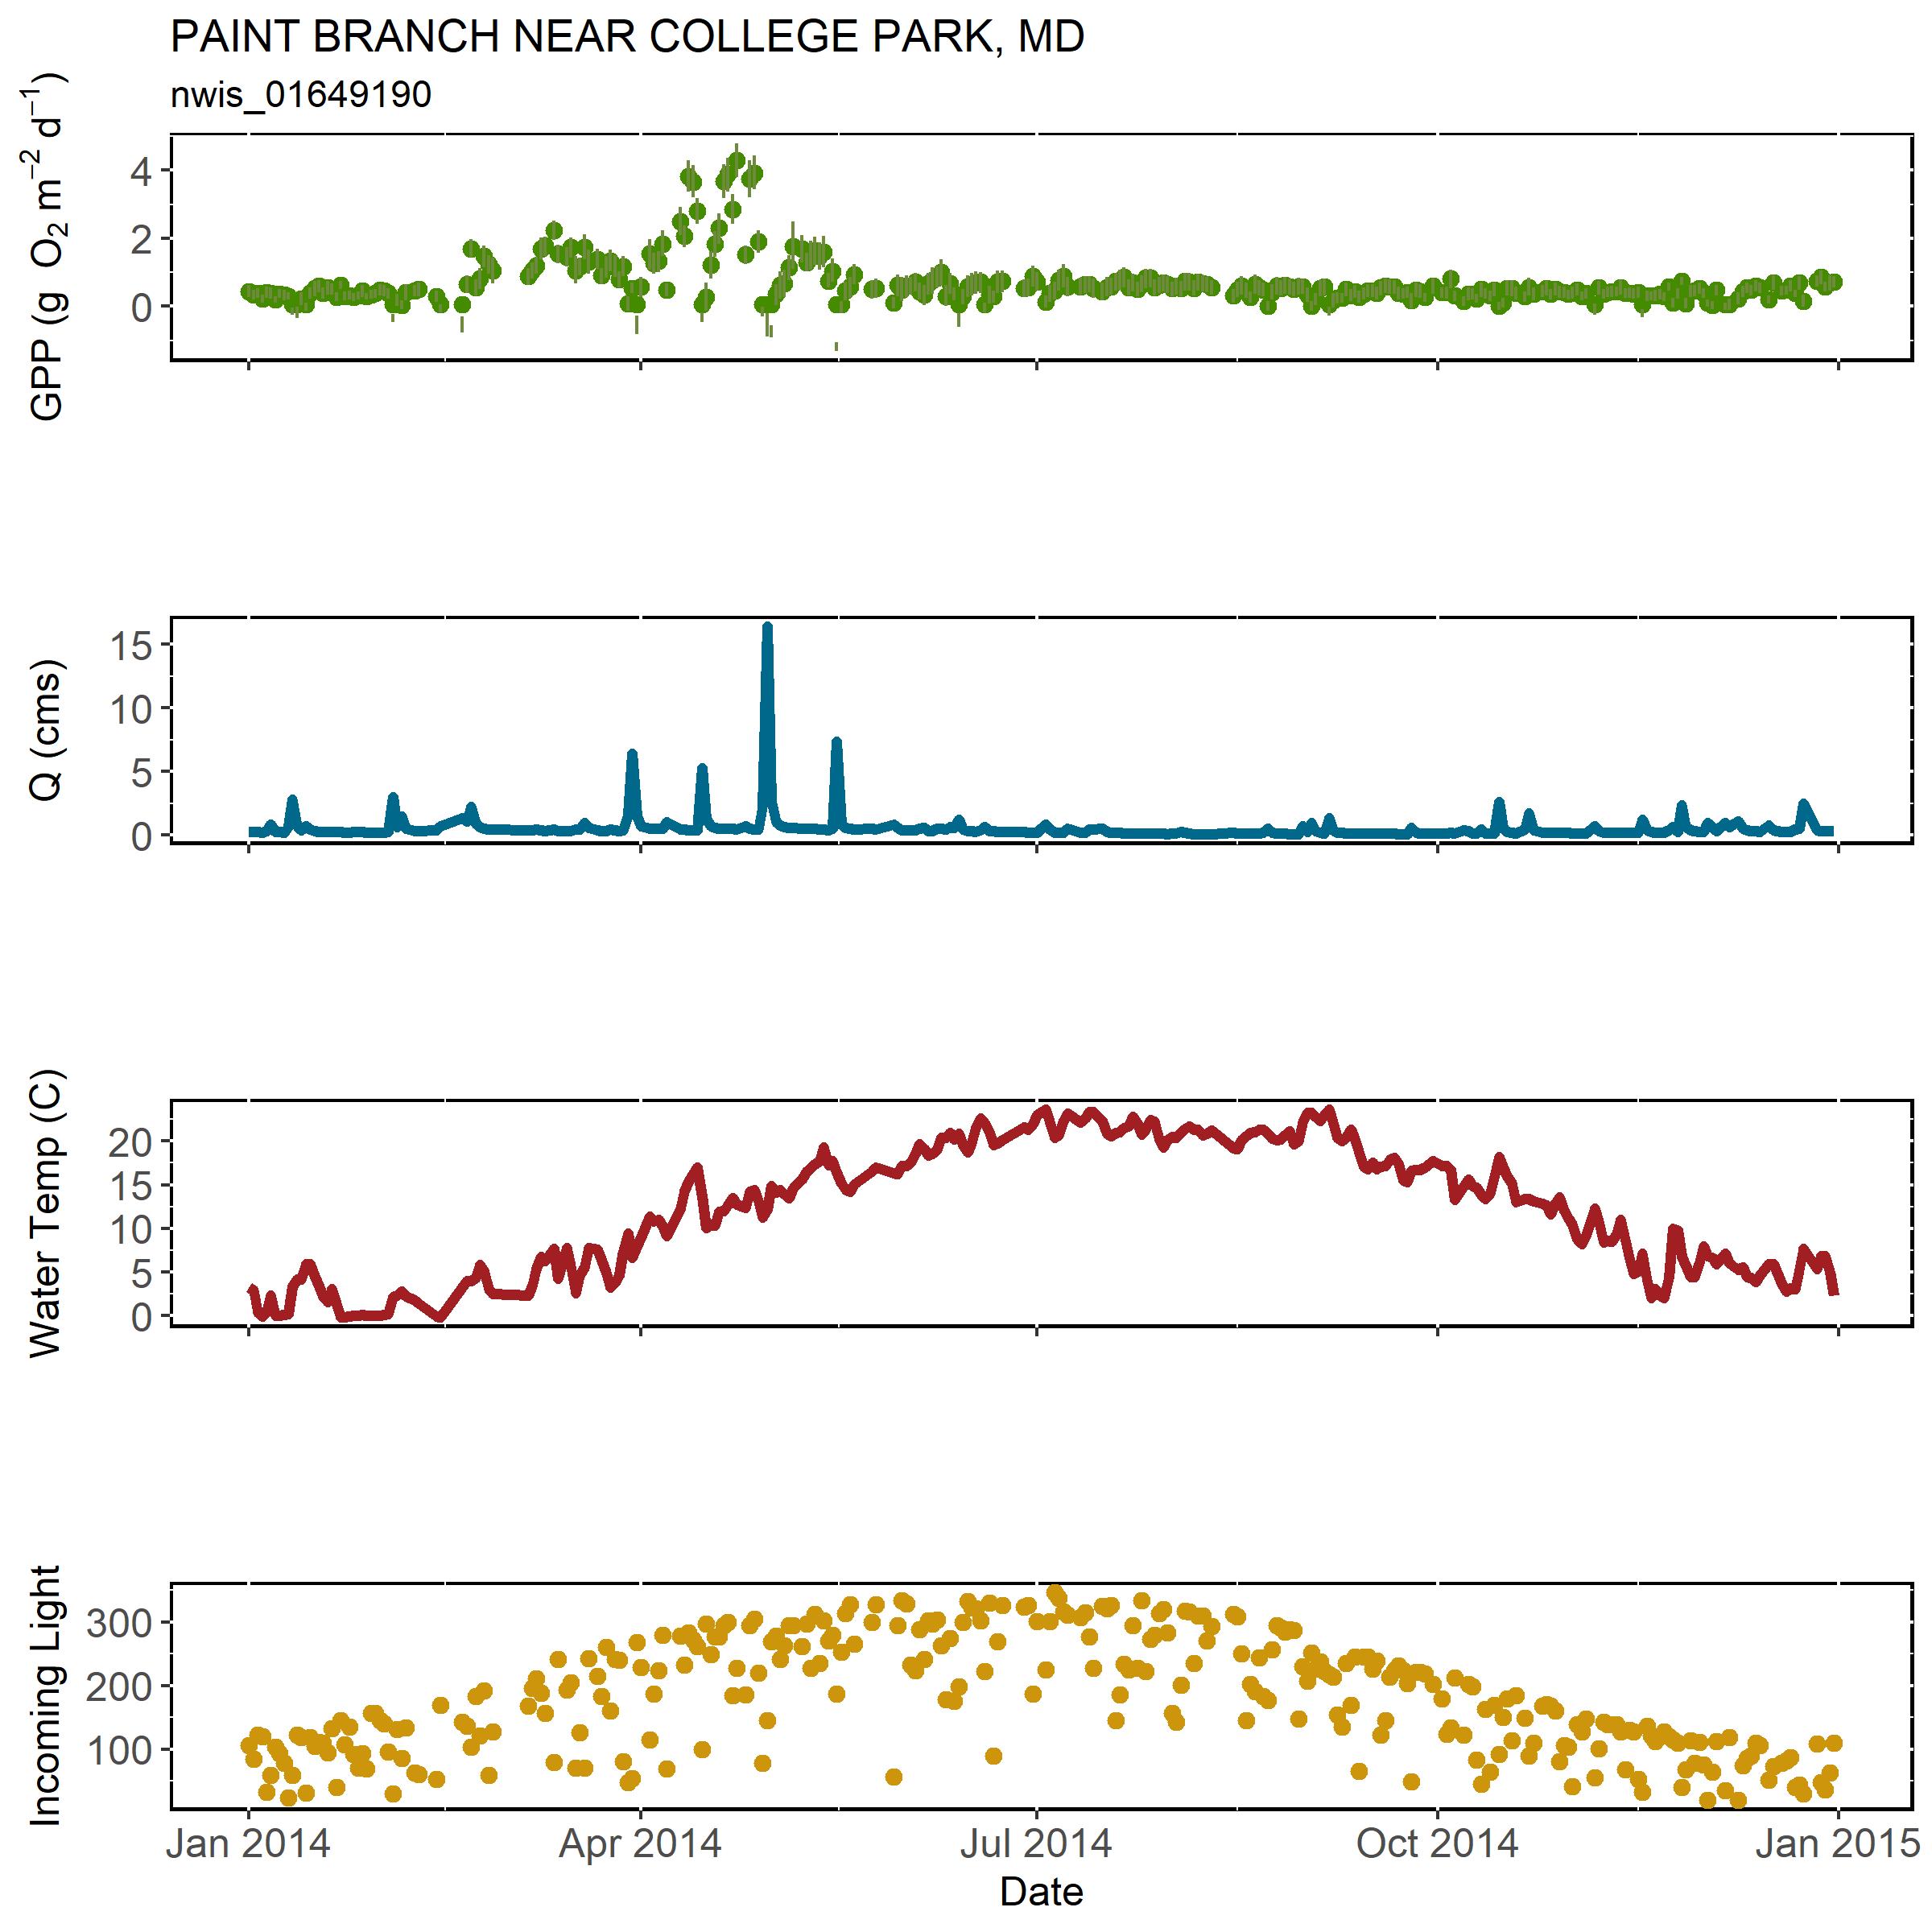 PAINT BRANCH NEAR COLLEGE PARK, MD
nwis_01649190
GPP (g O₂ m⁻² d⁻¹)
4
2
0
Q (cms)
15
10
5
0
Water Temp (C)
20
15
10
5
0
Incoming Light
300
200
100
Jan 2014 Apr 2014 Jul 2014 Oct 2014 Jan 2015
Date